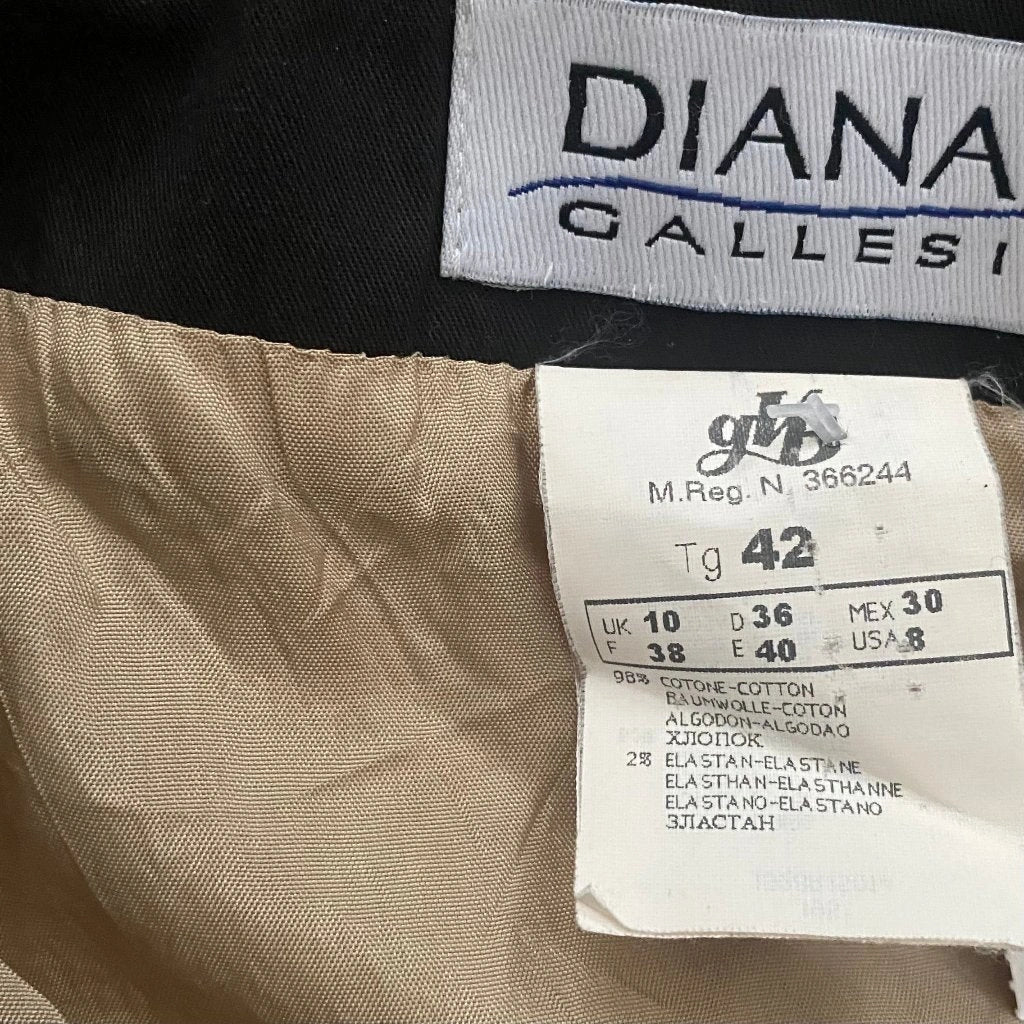 DIANA
GALLESI
M.Reg. N. 366244
Tg 42
UK 10 D 36 MEX 30
F 38 E 40 USA 8
98% COTONE-COTTON
BAUMWOLLE-COTON
ALGODON-ALGODAO
ХЛОПОК
2% ELASTAN-ELASTANE
ELASTHAN-ELASTHANNE
ELASTANO-ELASTANO
ЗЛАСТАН